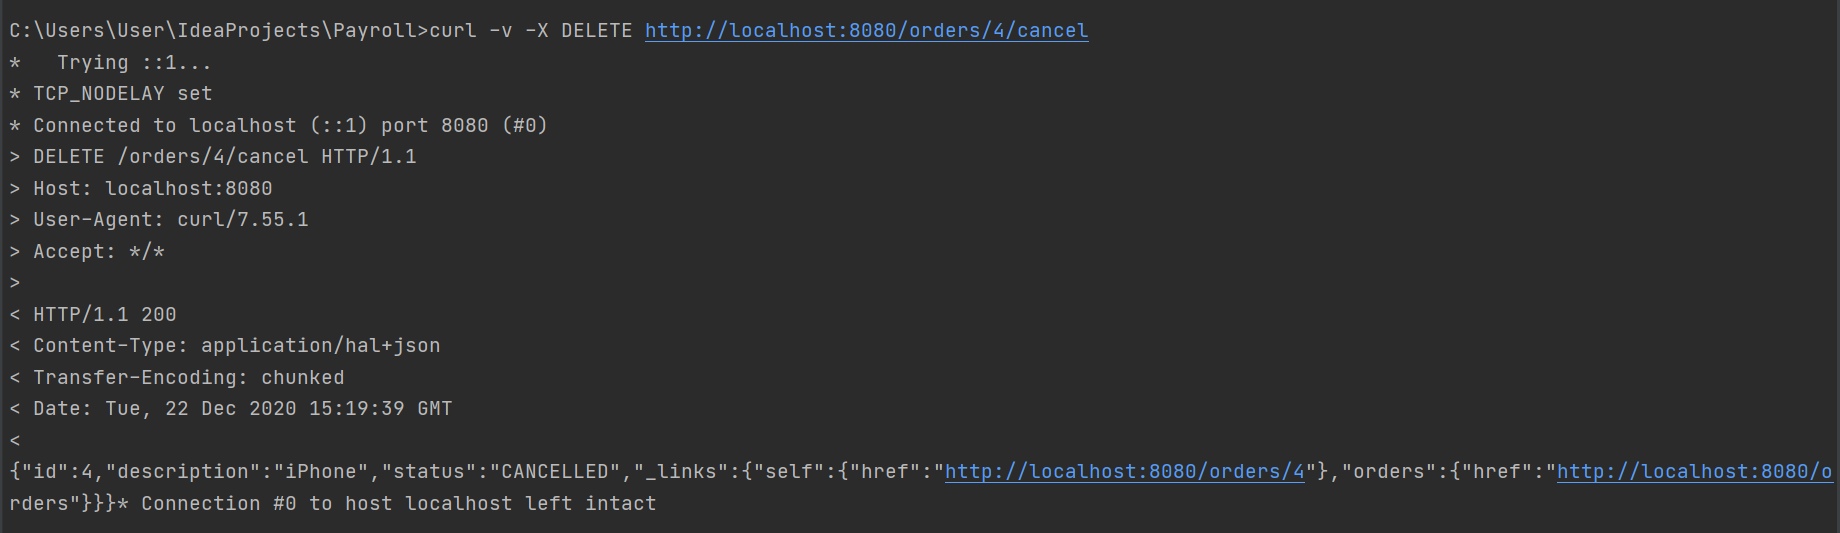 C:\Users\User\IdeaProjects\Payroll>curl -v -X DELETE http://localhost:8080/orders/4/cancel
*   Trying ::1...
* TCP_NODELAY set
* Connected to localhost (::1) port 8080 (#0)
> DELETE /orders/4/cancel HTTP/1.1
> Host: localhost:8080
> User-Agent: curl/7.55.1
> Accept: */*
>
< HTTP/1.1 200
< Content-Type: application/hal+json
< Transfer-Encoding: chunked
< Date: Tue, 22 Dec 2020 15:19:39 GMT
<
{"id":4,"description":"iPhone","status":"CANCELLED","_links":{"self":{"href":"http://localhost:8080/orders/4"},"orders":{"href":"http://localhost:8080/o
rders"}}}* Connection #0 to host localhost left intact